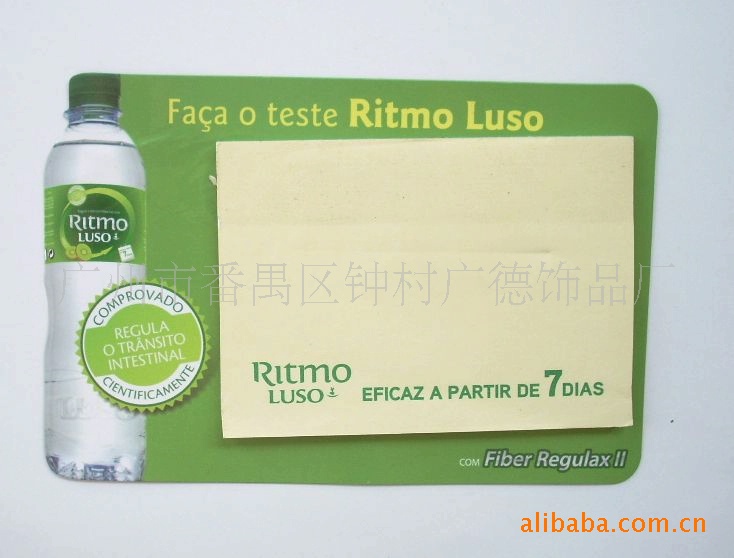 Faça o teste Ritmo Luso
Ritmo
LUSO
广州市番禺区钟村广德饰品厂
COMPROVADO
REGULA
O TRÂNSITO
INTESTINAL
CIENTIFICAMENTE
Ritmo
LUSO
EFICAZ A PARTIR DE 7 DIAS
COM Fiber Regulax II
alibaba.com.cn